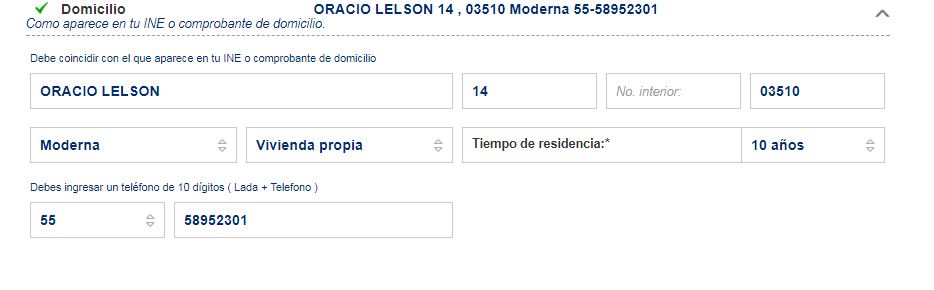 Domicilio ORACIO LELSON 14 , 03510 Moderna 55-58952301
Como aparece en tu INE o comprobante de domicilio.
Debe coincidir con el que aparece en tu INE o comprobante de domicilio
ORACIO LELSON 14 No. interior: 03510
Moderna Vivienda propia Tiempo de residencia:* 10 años
Debes ingresar un teléfono de 10 dígitos ( Lada + Telefono )
55 58952301